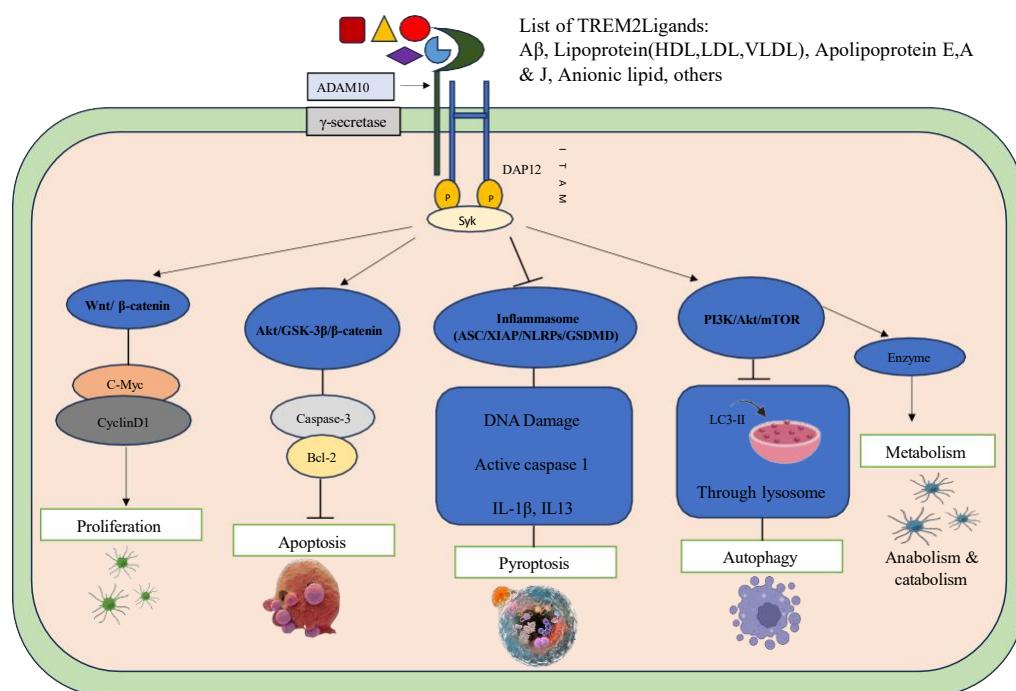 List of TREM2Ligands:
Aβ, Lipoprotein(HDL,LDL,VLDL), Apolipoprotein E,A
& J, Anionic lipid, others
ADAM10
γ-secretase
DAP12
I T A M
P
P
Syk
Wnt/ β-catenin
Akt/GSK-3β/β-catenin
Inflammasome
(ASC/XIAP/NLRPs/GSDMD)
PI3K/Akt/mTOR
Enzyme
C-Myc
CyclinD1
Caspase-3
Bcl-2
DNA Damage
Active caspase 1
IL-1β, IL13
LC3-II
Through lysosome
Metabolism
Proliferation
Apoptosis
Pyroptosis
Autophagy
Anabolism &
catabolism